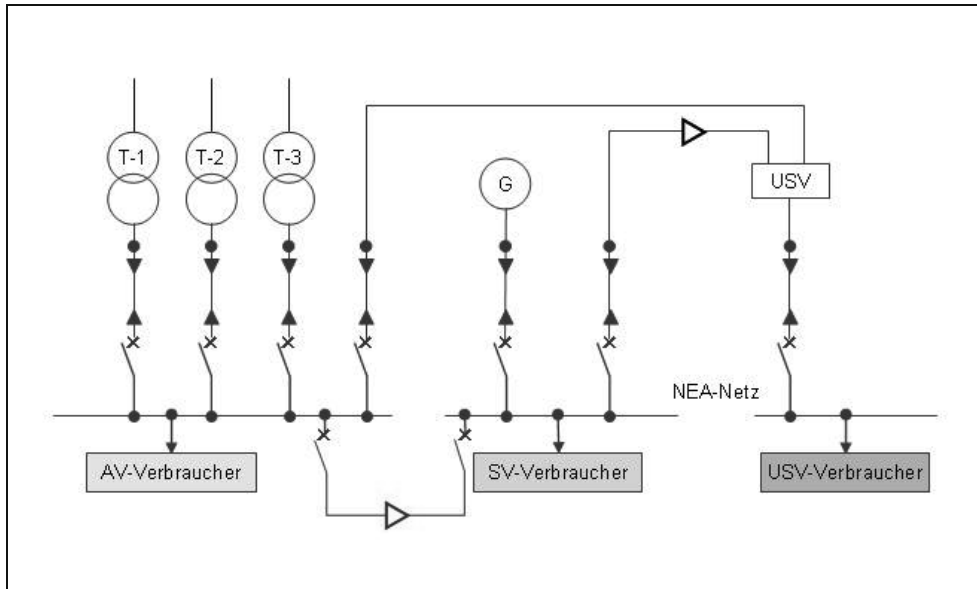 T-1
T-2
T-3
G
USV
NEA-Netz
AV-Verbraucher
SV-Verbraucher
USV-Verbraucher